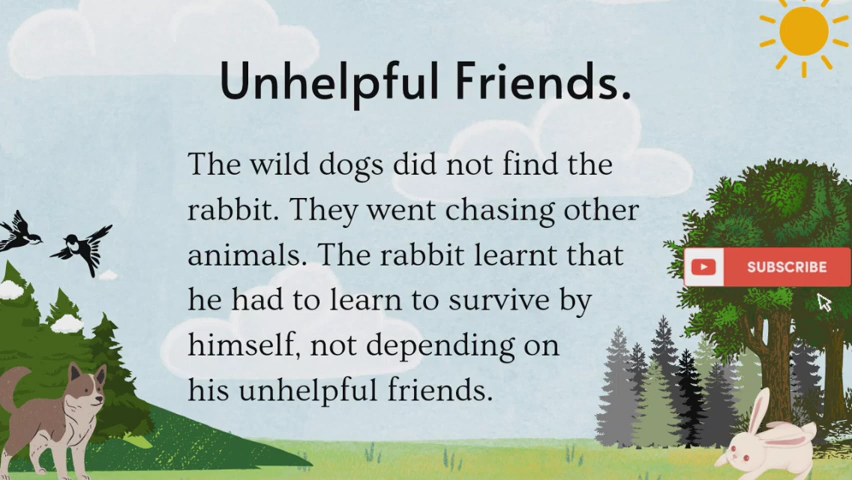 Unhelpful Friends.
The wild dogs did not find the
rabbit. They went chasing other
animals. The rabbit learnt that
he had to learn to survive by
himself, not depending on
his unhelpful friends.
SUBSCRIBE